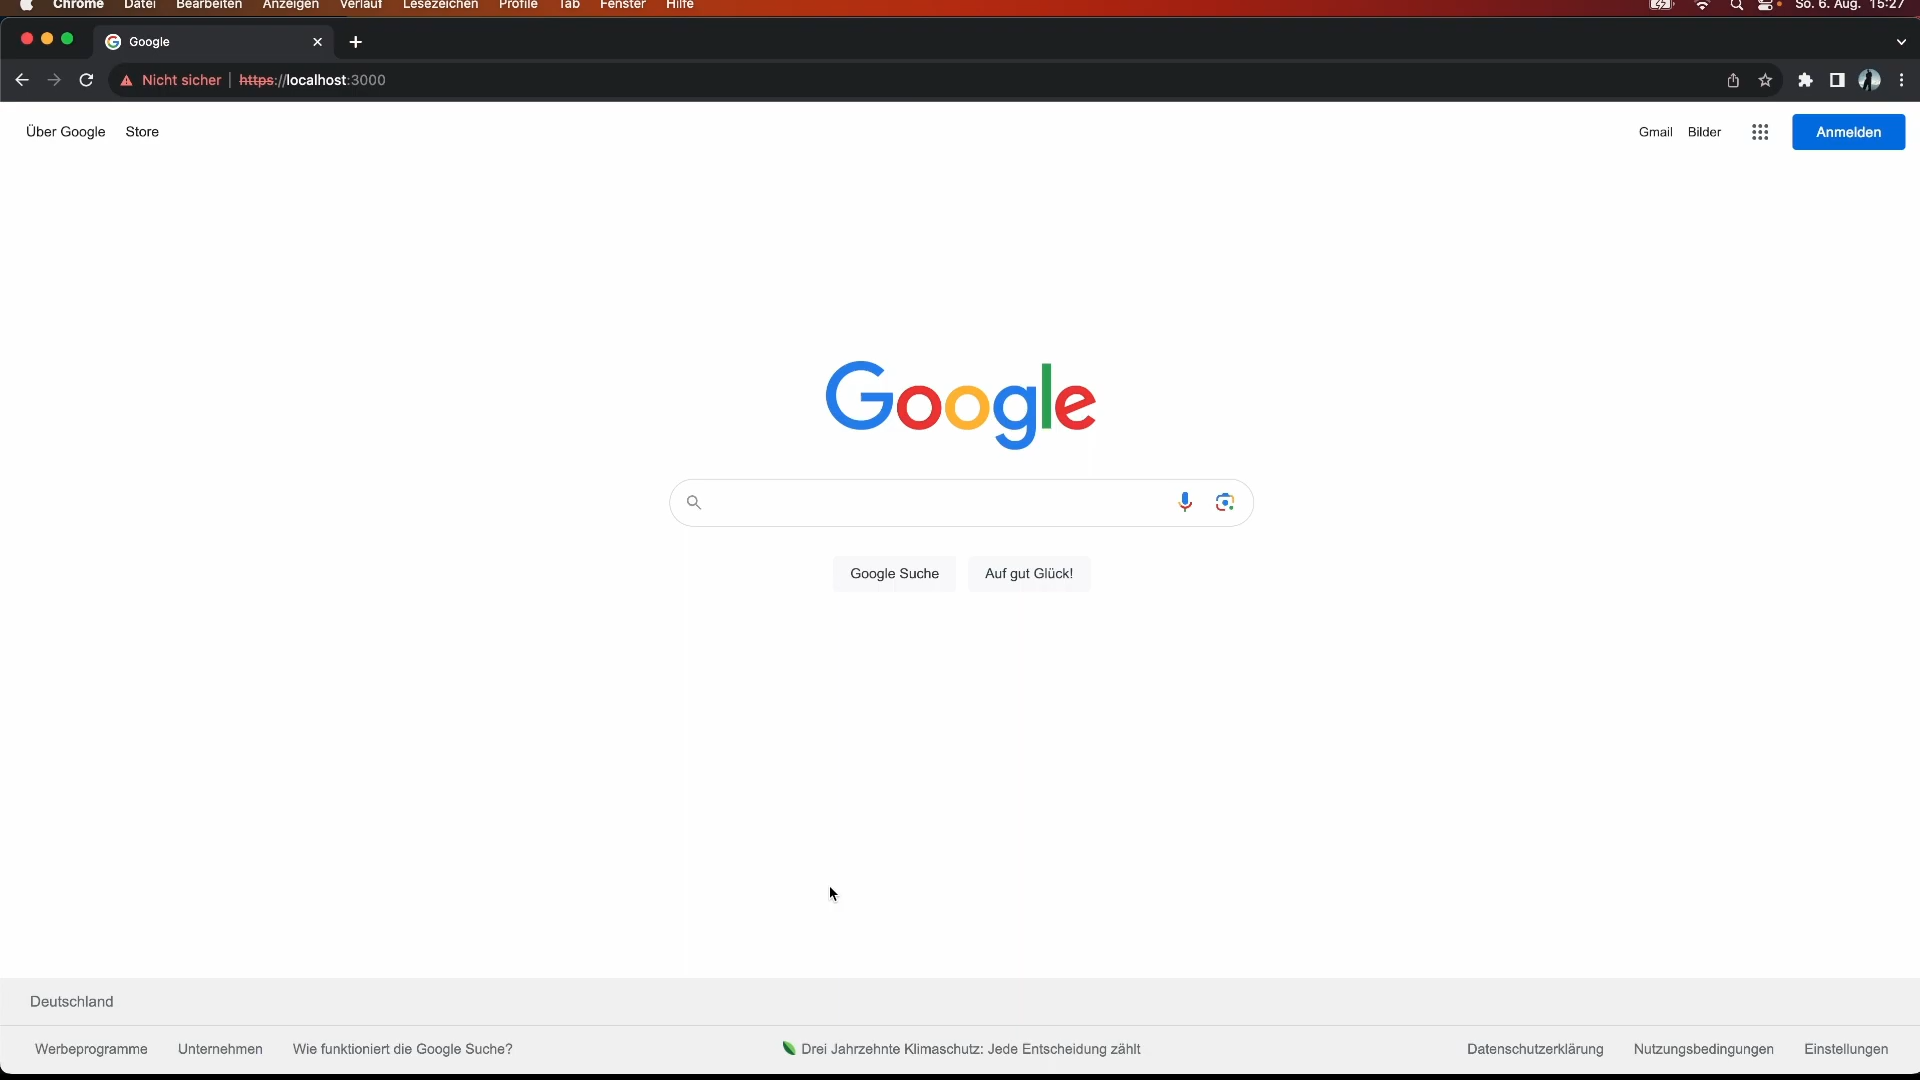 Chrome Datei Bearbeiten Anzeigen Verlauf Lesezeichen Profile Tab Fenster Hilfe So. 6. Aug. 15:27
Google
Nicht sicher | https://localhost:3000
Über Google Store Gmail Bilder Anmelden
Google
Google Suche Auf gut Glück!
Deutschland
Werbeprogramme Unternehmen Wie funktioniert die Google Suche? Drei Jahrzehnte Klimaschutz: Jede Entscheidung zählt Datenschutzerklärung Nutzungsbedingungen Einstellungen